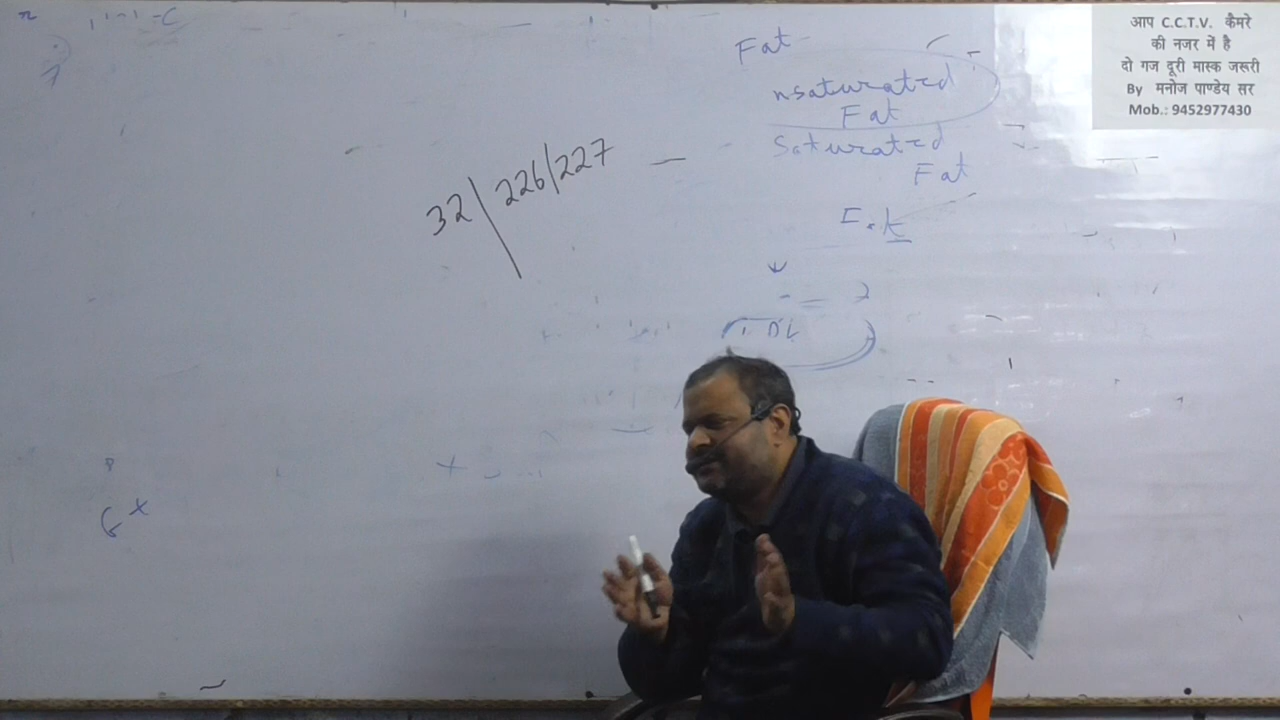 Fat
nsaturated
Fat
Saturated
Fat
32 | 226/227
G+
आप C.C.T.V. कैमरे
की नजर में है
दो गज दूरी मास्क जरूरी
By मनोज पाण्डेय सर
Mob.: 9452977430